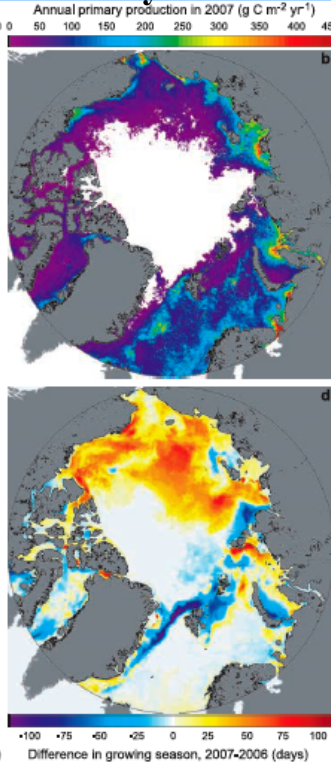 Annual primary production in 2007 (g C m-2 yr-1)
0 50 100 150 200 250 300 350 400 45
b
d
-100 -75 -50 -25 0 25 50 75 100
Difference in growing season, 2007-2006 (days)